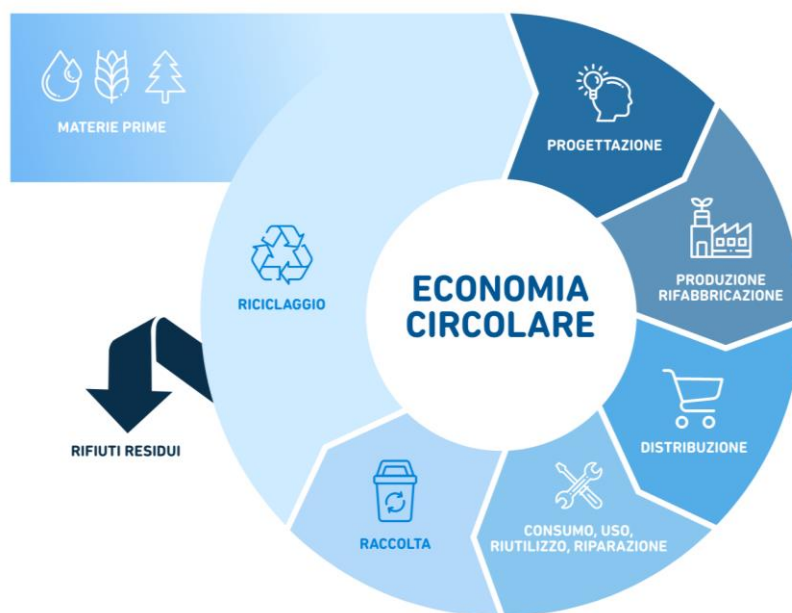 MATERIE PRIME
PROGETTAZIONE
PRODUZIONE
RIFABBRICAZIONE
DISTRIBUZIONE
CONSUMO, USO,
RIUTILIZZO, RIPARAZIONE
RACCOLTA
RICICLAGGIO
RIFIUTI RESIDUI
ECONOMIA
CIRCOLARE